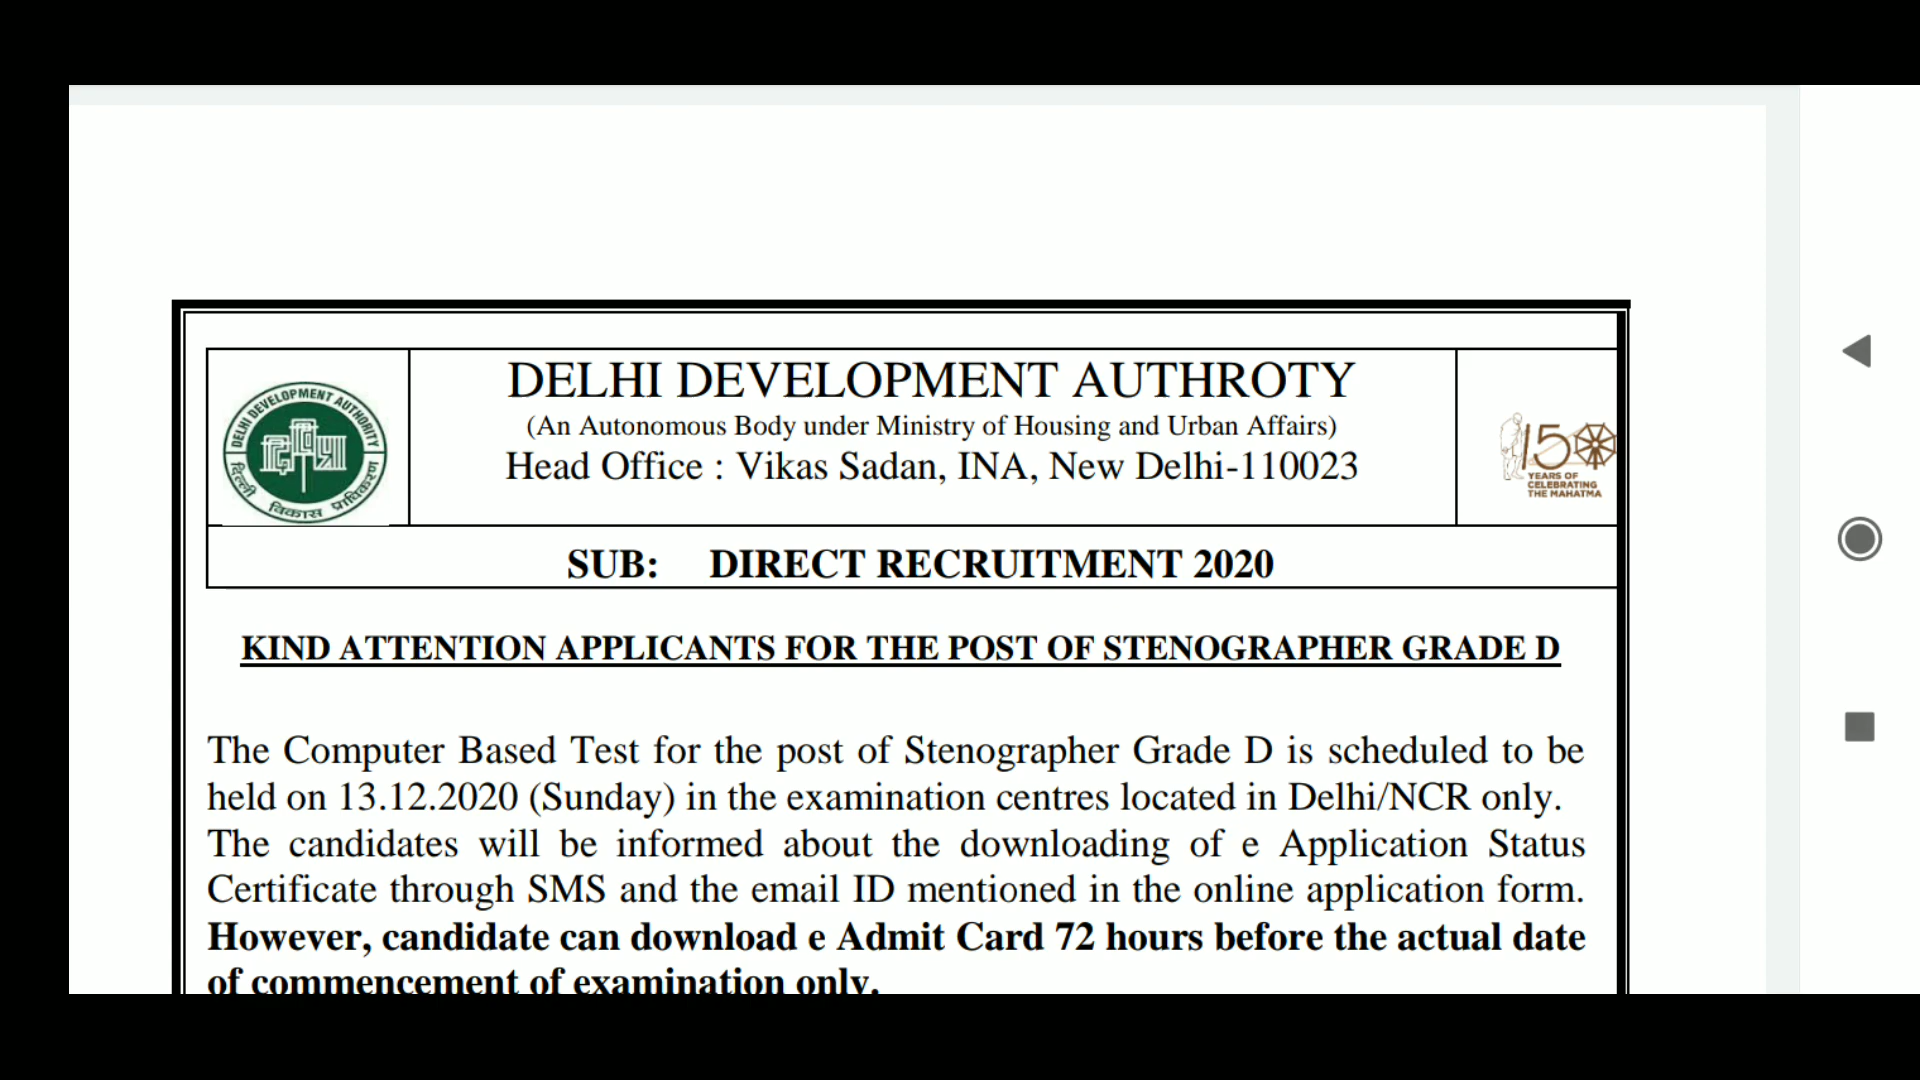 DELHI DEVELOPMENT AUTHROTY
(An Autonomous Body under Ministry of Housing and Urban Affairs)
Head Office : Vikas Sadan, INA, New Delhi-110023
DELHI DEVELOPMENT AUTHORITY
दिल्ली विकास प्राधिकरण
150
YEARS OF
CELEBRATING
THE MAHATMA
SUB: DIRECT RECRUITMENT 2020
KIND ATTENTION APPLICANTS FOR THE POST OF STENOGRAPHER GRADE D
The Computer Based Test for the post of Stenographer Grade D is scheduled to be
held on 13.12.2020 (Sunday) in the examination centres located in Delhi/NCR only.
The candidates will be informed about the downloading of e Application Status
Certificate through SMS and the email ID mentioned in the online application form.
However, candidate can download e Admit Card 72 hours before the actual date
of commencement of examination only.